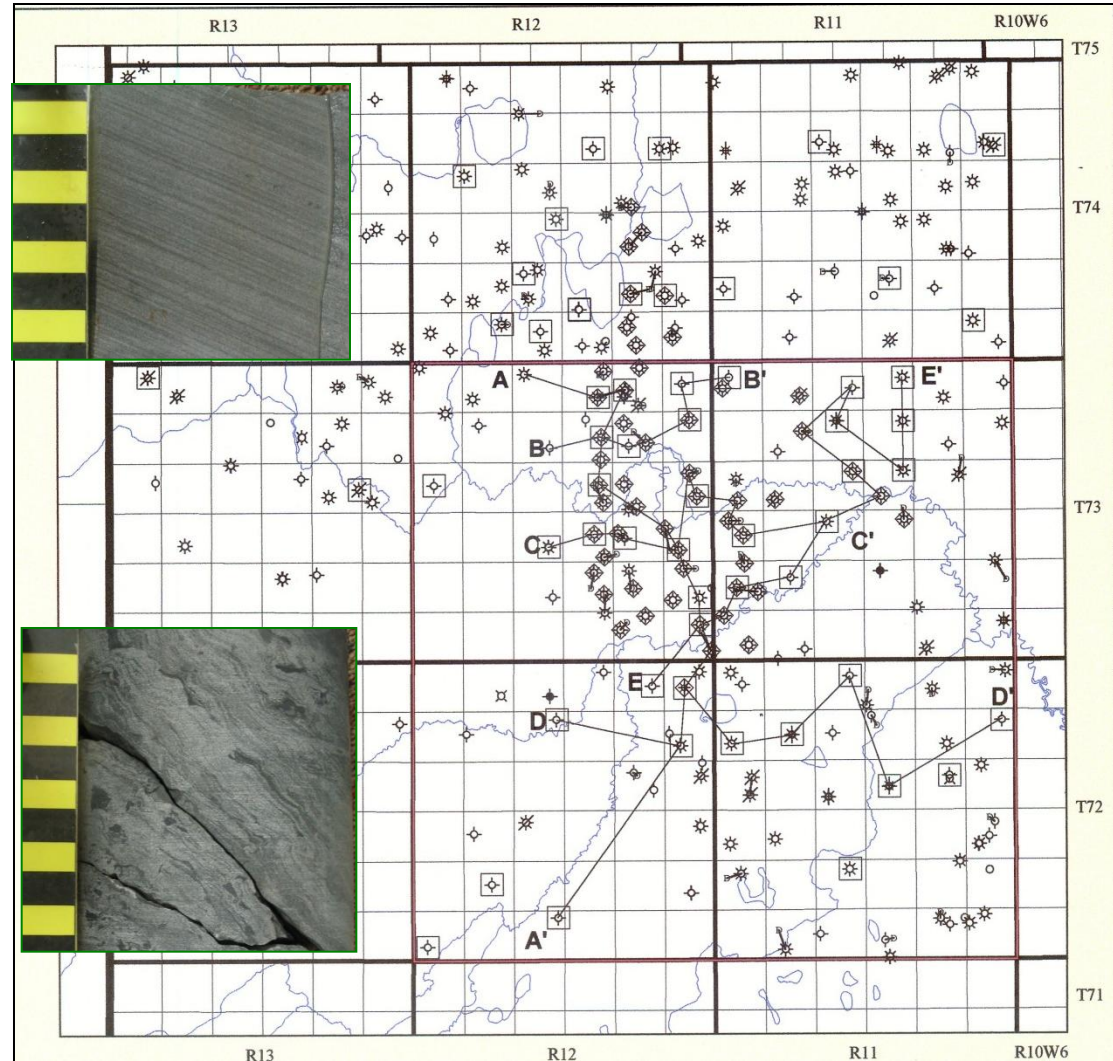 R13 R12 R11 R10W6
T75
T74
A B' E'
B
T73
C C'
E
D D'
T72
A'
T71
R13 R12 R11 R10W6